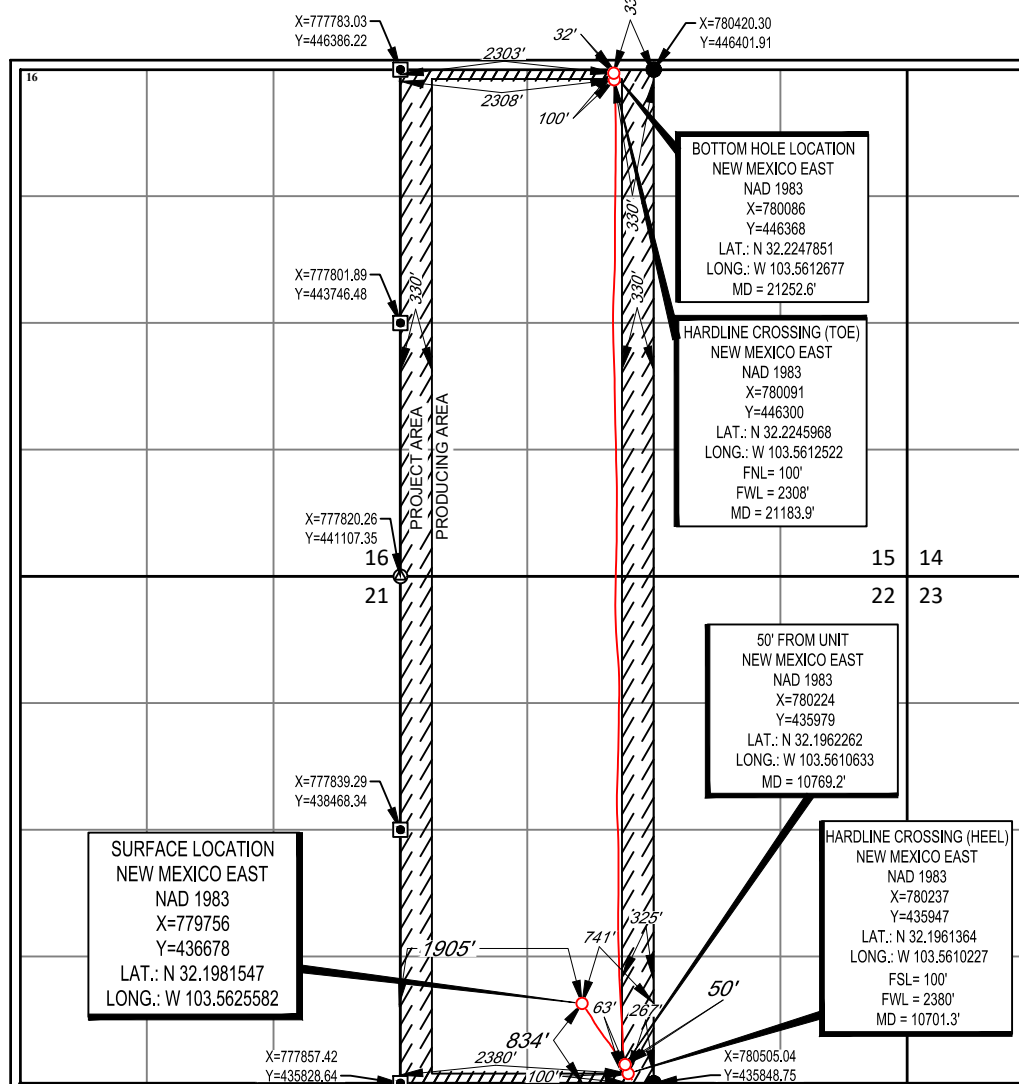 X=777783.03
Y=446386.22
32'
X=780420.30
Y=446401.91
2303'
16
2308'
100'
BOTTOM HOLE LOCATION
NEW MEXICO EAST
NAD 1983
X=780086
Y=446368
LAT.: N 32.2247851
LONG.: W 103.5612677
MD = 21252.6'
330'
X=777801.89
Y=443746.48
330'
330'
HARDLINE CROSSING (TOE)
NEW MEXICO EAST
NAD 1983
X=780091
Y=446300
LAT.: N 32.2245968
LONG.: W 103.5612522
FNL= 100'
FWL = 2308'
MD = 21183.9'
PROJECT AREA
PRODUCING AREA
X=777820.26
Y=441107.35
16
15
14
21
22
23
50' FROM UNIT
NEW MEXICO EAST
NAD 1983
X=780224
Y=435979
LAT.: N 32.1962262
LONG.: W 103.5610633
MD = 10769.2'
X=777839.29
Y=438468.34
SURFACE LOCATION
NEW MEXICO EAST
NAD 1983
X=779756
Y=436678
LAT.: N 32.1981547
LONG.: W 103.5625582
HARDLINE CROSSING (HEEL)
NEW MEXICO EAST
NAD 1983
X=780237
Y=435947
LAT.: N 32.1961364
LONG.: W 103.5610227
FSL= 100'
FWL = 2380'
MD = 10701.3'
325'
741'
1905'
50'
63'
267'
834'
2380'
100'
X=777857.42
Y=435828.64
X=780505.04
Y=435848.75